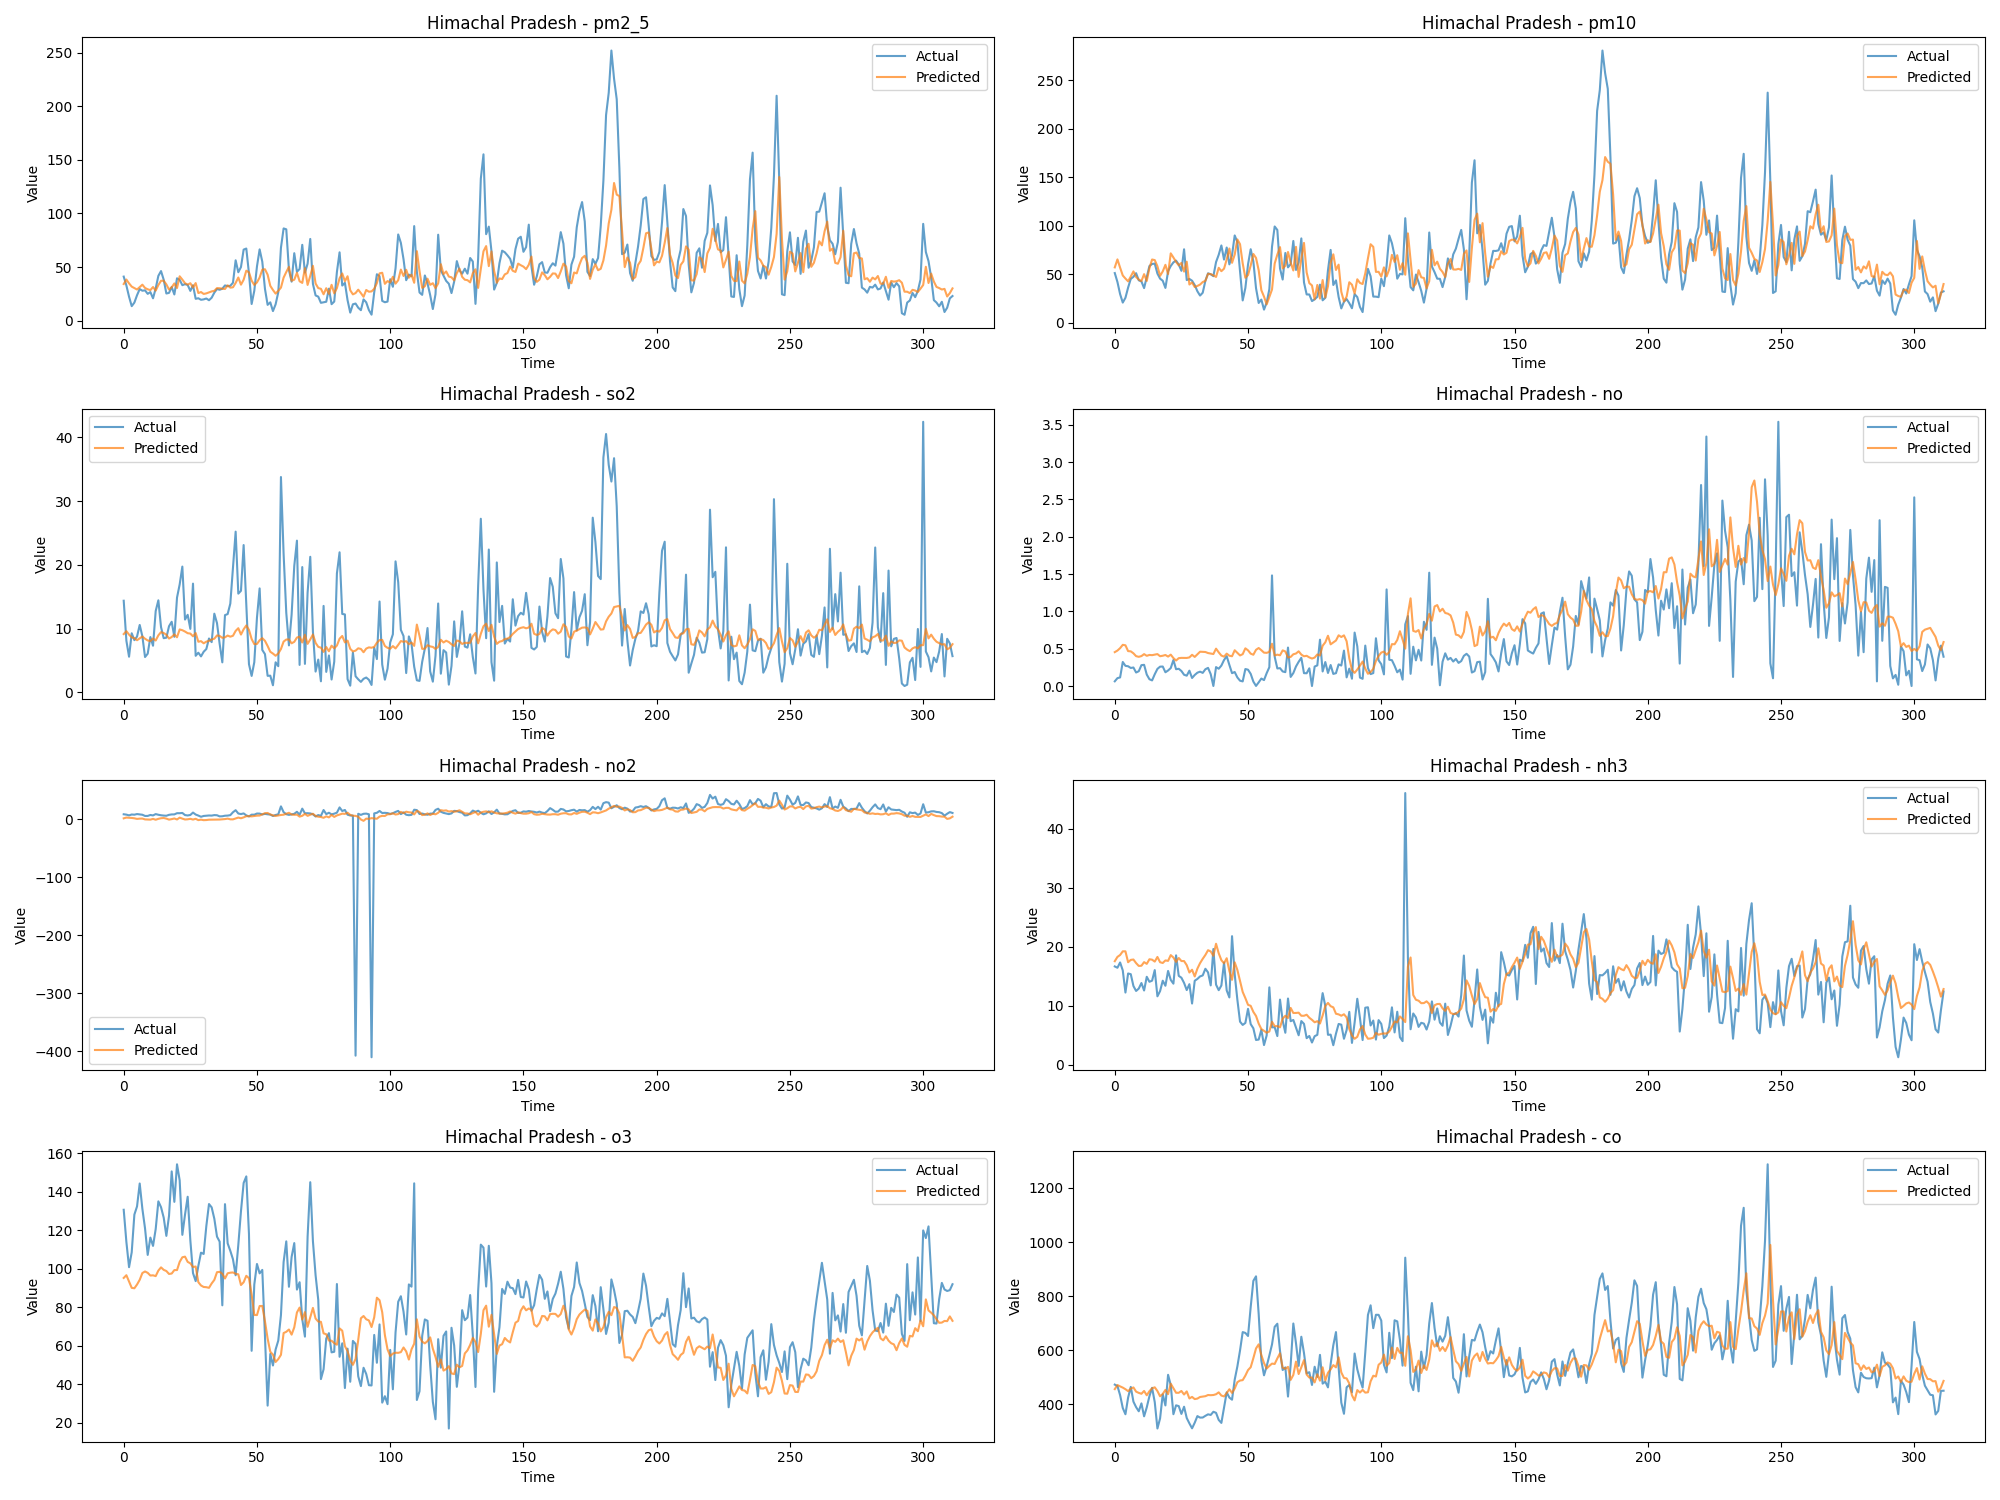 Himachal Pradesh - pm2_5
250
200
150
100
50
0
Value
0 50 100 150 200 250 300
Time
Actual
Predicted
Himachal Pradesh - pm10
250
200
150
100
50
0
Value
0 50 100 150 200 250 300
Time
Actual
Predicted
Himachal Pradesh - so2
40
30
20
10
0
Value
0 50 100 150 200 250 300
Time
Actual
Predicted
Himachal Pradesh - no
3.5
3.0
2.5
2.0
1.5
1.0
0.5
0.0
Value
0 50 100 150 200 250 300
Time
Actual
Predicted
Himachal Pradesh - no2
0
−100
−200
−300
−400
Value
0 50 100 150 200 250 300
Time
Actual
Predicted
Himachal Pradesh - nh3
40
30
20
10
0
Value
0 50 100 150 200 250 300
Time
Actual
Predicted
Himachal Pradesh - o3
160
140
120
100
80
60
40
20
Value
0 50 100 150 200 250 300
Time
Actual
Predicted
Himachal Pradesh - co
1200
1000
800
600
400
Value
0 50 100 150 200 250 300
Time
Actual
Predicted